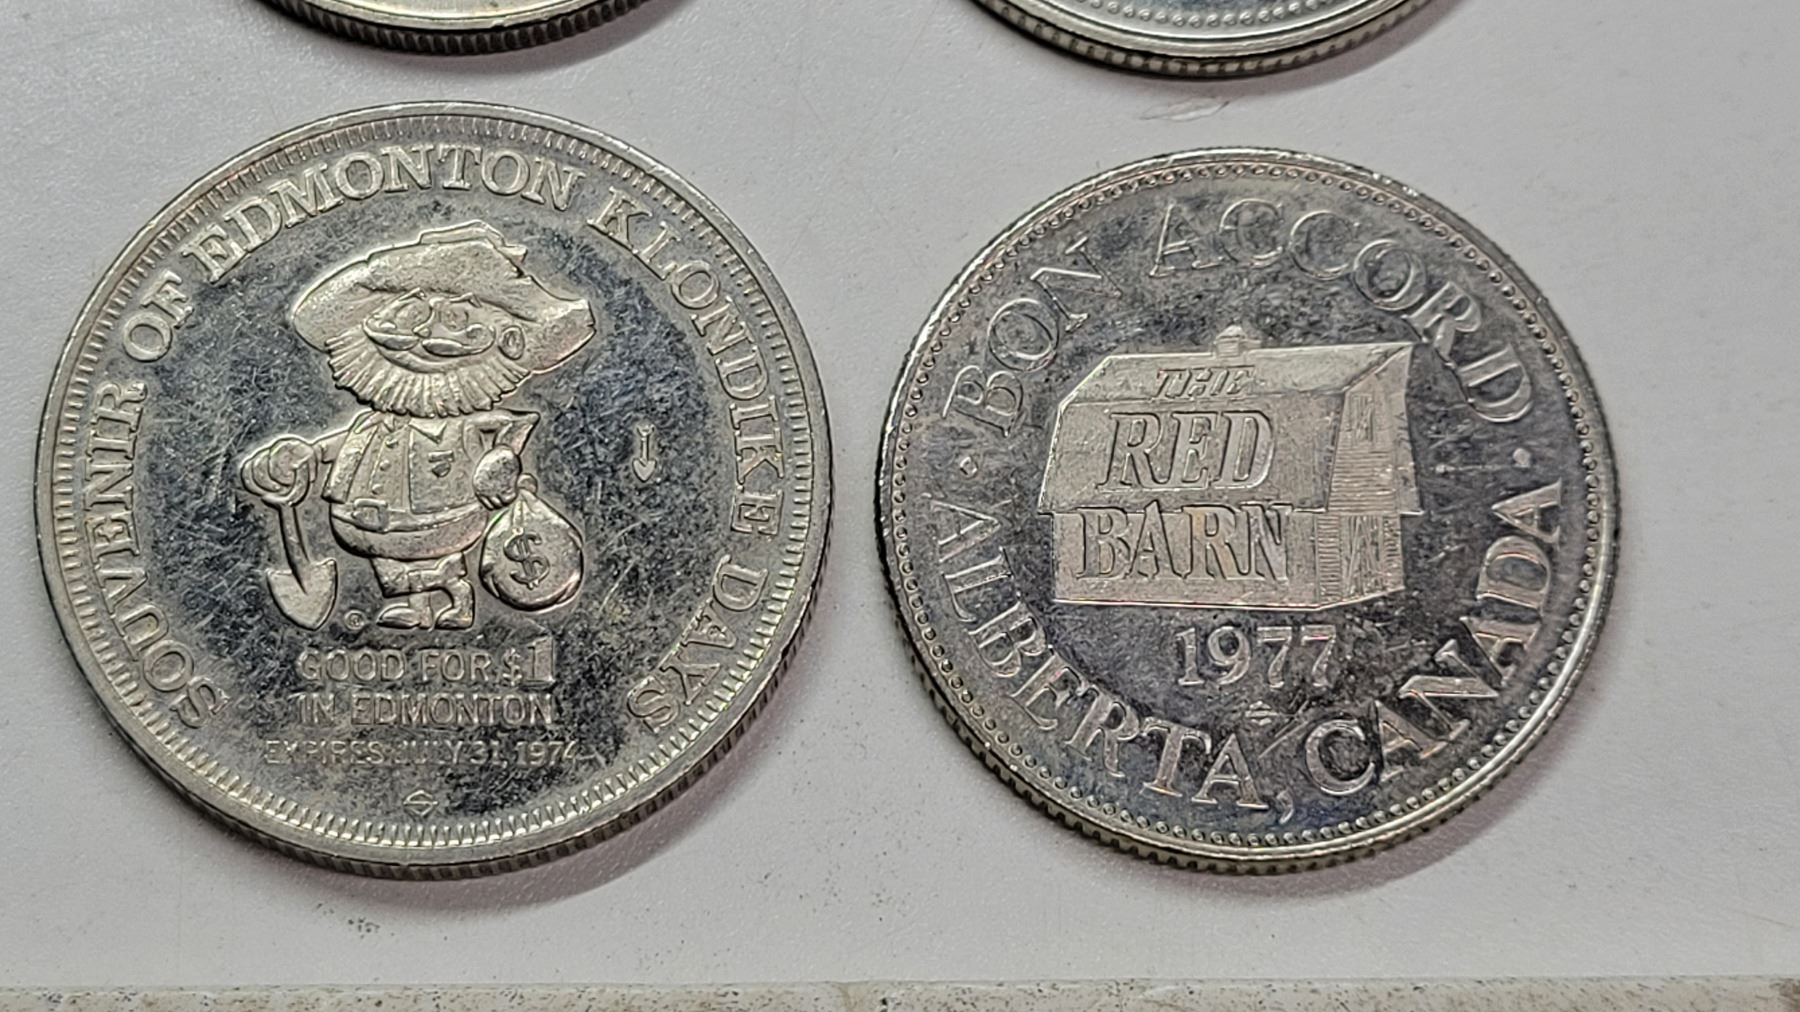 SOUVENIR OF EDMONTON KLONDIKE DAYS
$
GOOD FOR $1
IN EDMONTON
EXPIRES JULY 31, 1974
· BON ACCORD ·
THE
RED
BARN
1977
ALBERTA, CANADA